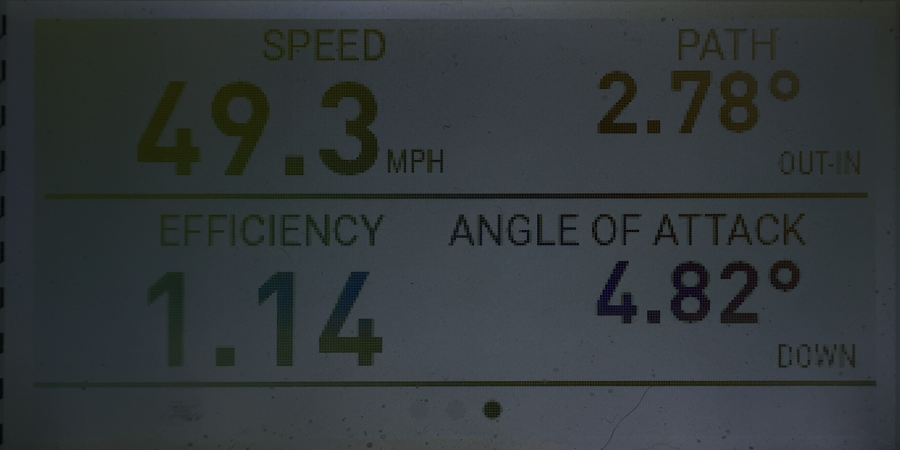 SPEED
49.3 MPH
PATH
2.78°
OUT-IN
EFFICIENCY
1.14
ANGLE OF ATTACK
4.82°
DOWN